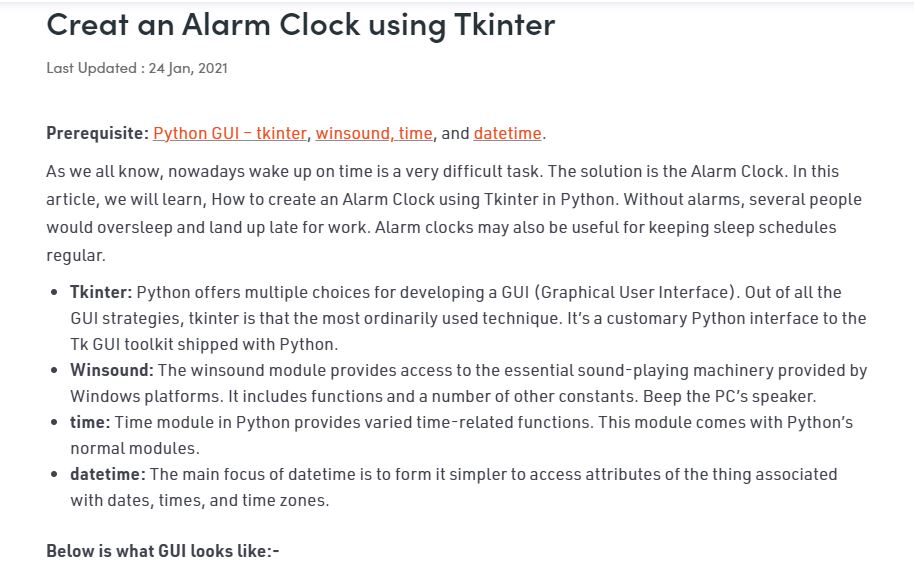 Creat an Alarm Clock using Tkinter
Last Updated : 24 Jan, 2021
Prerequisite: Python GUI – tkinter, winsound, time, and datetime.
As we all know, nowadays wake up on time is a very difficult task. The solution is the Alarm Clock. In this
article, we will learn, How to create an Alarm Clock using Tkinter in Python. Without alarms, several people
would oversleep and land up late for work. Alarm clocks may also be useful for keeping sleep schedules
regular.
• Tkinter: Python offers multiple choices for developing a GUI (Graphical User Interface). Out of all the
GUI strategies, tkinter is that the most ordinarily used technique. It's a customary Python interface to the
Tk GUI toolkit shipped with Python.
• Winsound: The winsound module provides access to the essential sound-playing machinery provided by
Windows platforms. It includes functions and a number of other constants. Beep the PC's speaker.
• time: Time module in Python provides varied time-related functions. This module comes with Python's
normal modules.
• datetime: The main focus of datetime is to form it simpler to access attributes of the thing associated
with dates, times, and time zones.
Below is what GUI looks like:-